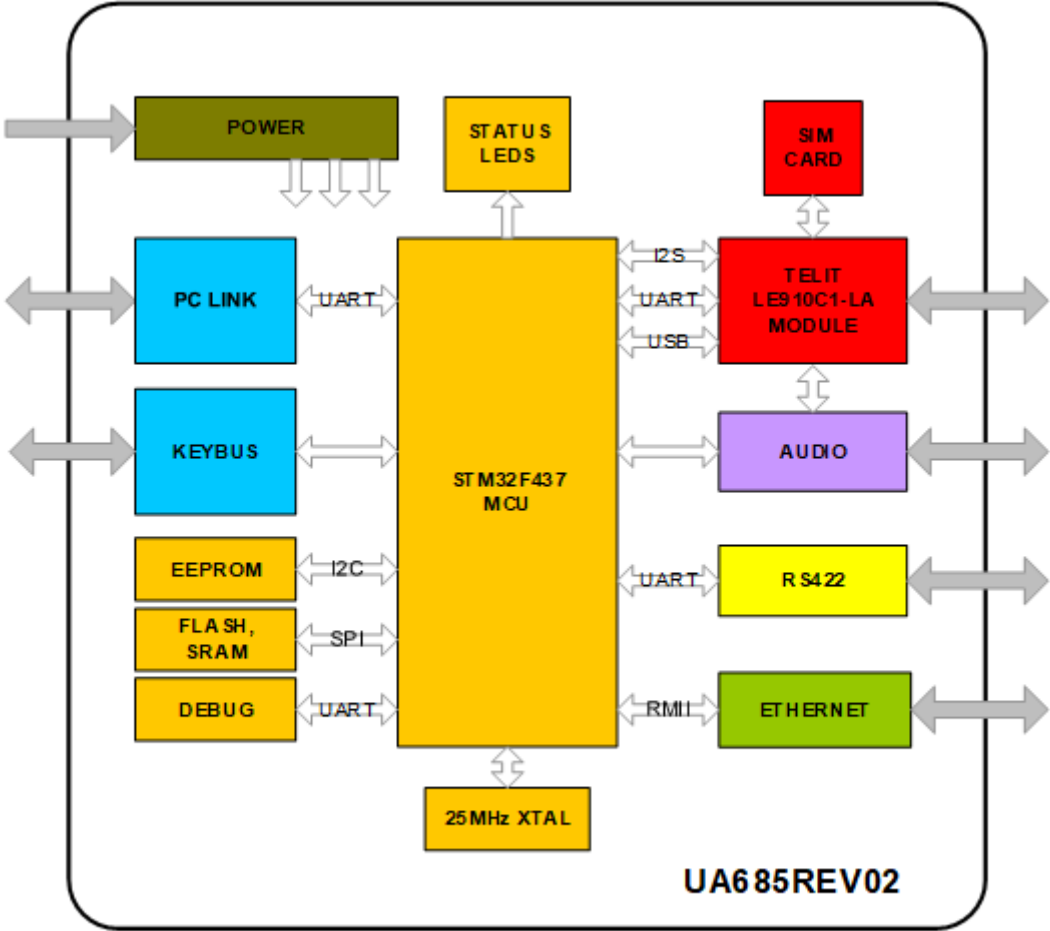 POWER
STATUS
LEDS
SIM
CARD
PC LINK
UART
I2S
UART
USB
TELIT
LE910C1-LA
MODULE
KEYBUS
STM32F437
MCU
AUDIO
EEPROM
I2C
FLASH,
SRAM
SPI
DEBUG
UART
UART
RS422
RMII
ETHERNET
25MHz XTAL
UA685REV02